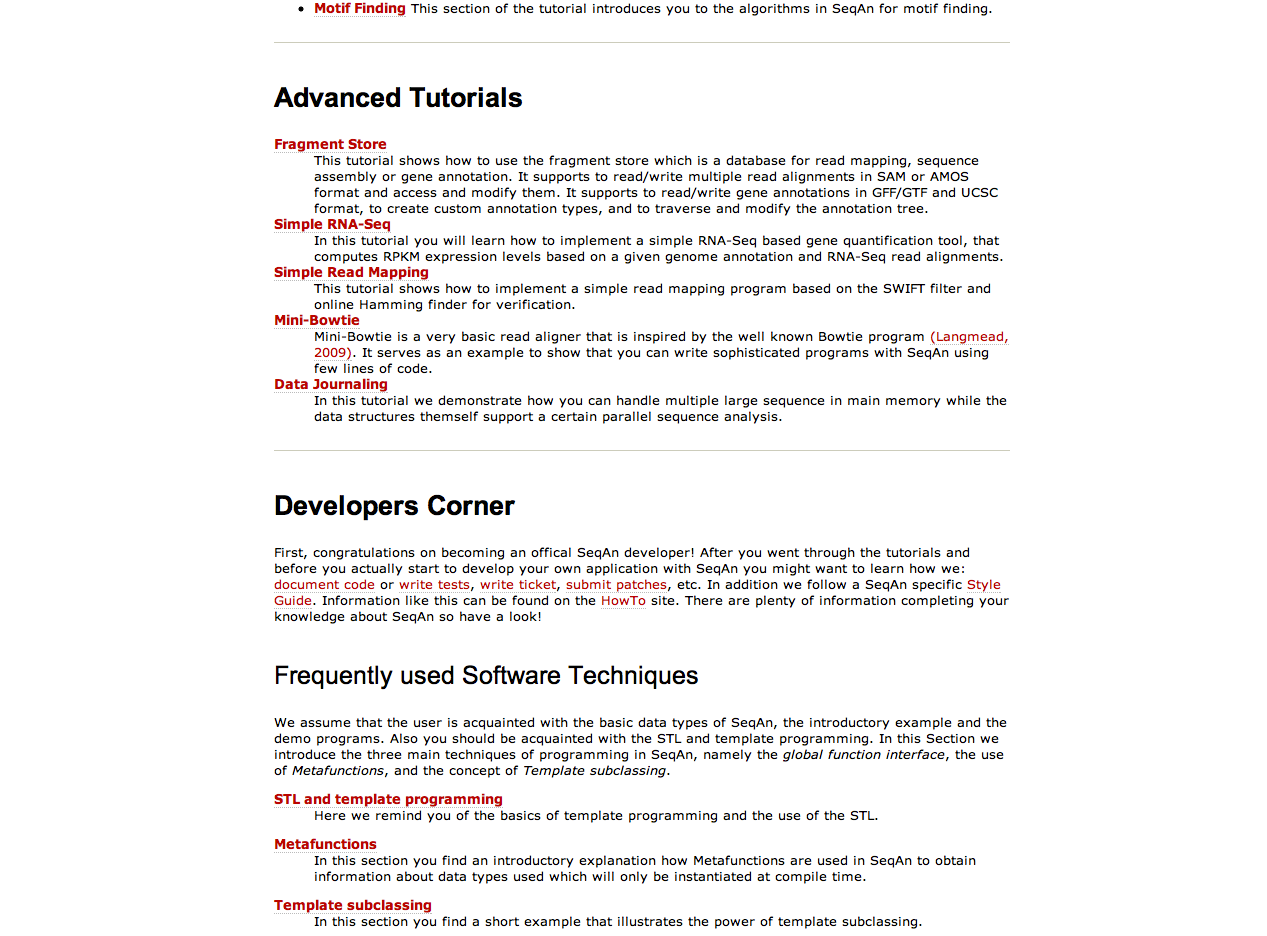 • Motif Finding This section of the tutorial introduces you to the algorithms in SeqAn for motif finding.
Advanced Tutorials
Fragment Store
This tutorial shows how to use the fragment store which is a database for read mapping, sequence
assembly or gene annotation. It supports to read/write multiple read alignments in SAM or AMOS
format and access and modify them. It supports to read/write gene annotations in GFF/GTF and UCSC
format, to create custom annotation types, and to traverse and modify the annotation tree.
Simple RNA-Seq
In this tutorial you will learn how to implement a simple RNA-Seq based gene quantification tool, that
computes RPKM expression levels based on a given genome annotation and RNA-Seq read alignments.
Simple Read Mapping
This tutorial shows how to implement a simple read mapping program based on the SWIFT filter and
online Hamming finder for verification.
Mini-Bowtie
Mini-Bowtie is a very basic read aligner that is inspired by the well known Bowtie program (Langmead,
2009). It serves as an example to show that you can write sophisticated programs with SeqAn using
few lines of code.
Data Journaling
In this tutorial we demonstrate how you can handle multiple large sequence in main memory while the
data structures themself support a certain parallel sequence analysis.
Developers Corner
First, congratulations on becoming an offical SeqAn developer! After you went through the tutorials and
before you actually start to develop your own application with SeqAn you might want to learn how we:
document code or write tests, write ticket, submit patches, etc. In addition we follow a SeqAn specific Style
Guide. Information like this can be found on the HowTo site. There are plenty of information completing your
knowledge about SeqAn so have a look!
Frequently used Software Techniques
We assume that the user is acquainted with the basic data types of SeqAn, the introductory example and the
demo programs. Also you should be acquainted with the STL and template programming. In this Section we
introduce the three main techniques of programming in SeqAn, namely the global function interface, the use
of Metafunctions, and the concept of Template subclassing.
STL and template programming
Here we remind you of the basics of template programming and the use of the STL.
Metafunctions
In this section you find an introductory explanation how Metafunctions are used in SeqAn to obtain
information about data types used which will only be instantiated at compile time.
Template subclassing
In this section you find a short example that illustrates the power of template subclassing.